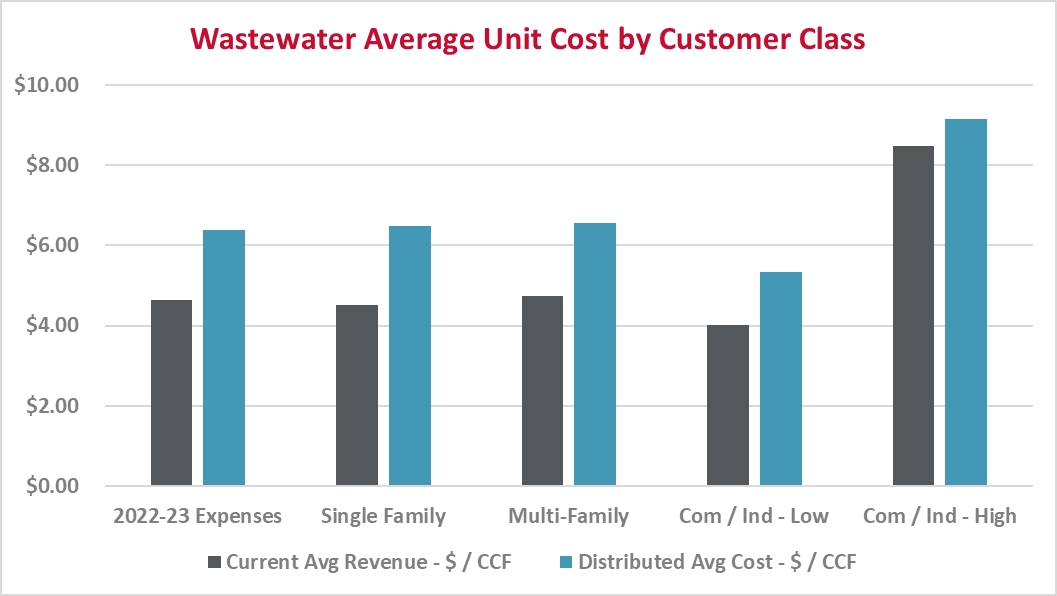 Wastewater Average Unit Cost by Customer Class
$10.00
$8.00
$6.00
$4.00
$2.00
$0.00
2022-23 Expenses Single Family Multi-Family Com / Ind - Low Com / Ind - High
Current Avg Revenue - $ / CCF Distributed Avg Cost - $ / CCF